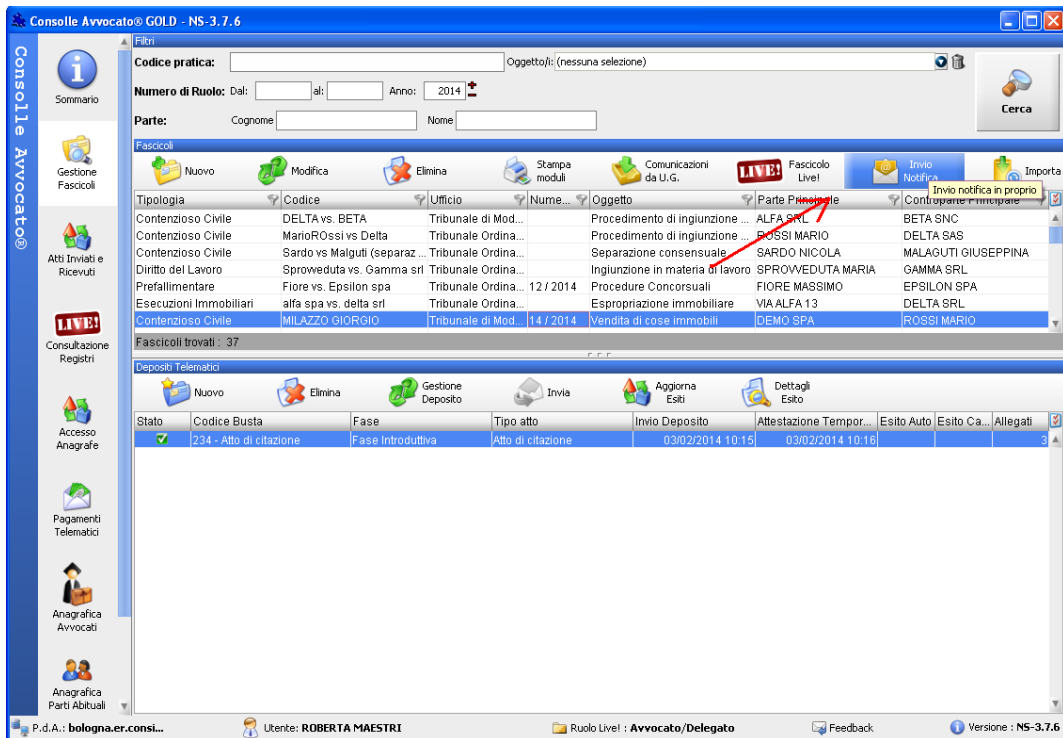 Consolle Avvocato® GOLD - NS-3.7.6
Consolle Avvocato®
Sommario
Gestione
Fascicoli
Atti Inviati e
Ricevuti
LIVE!
Consultazione
Registri
Accesso
Anagrafe
Pagamenti
Telematici
Anagrafica
Avvocati
Anagrafica
Parti Abituali
Filtri
Codice pratica: Oggetto/i: (nessuna selezione)
Numero di Ruolo: Dal: al: Anno: 2014
Parte: Cognome Nome
Cerca
Fascicoli
Nuovo Modifica Elimina Stampa moduli Comunicazioni da U.G. LIVE! Fascicolo Live! Invio Notifica Importa
Invio notifica in proprio
Tipologia Codice Ufficio Nume... Oggetto Parte Principale Controparte Principale
Contenzioso Civile DELTA vs. BETA Tribunale di Mod... Procedimento di ingiunzione ... ALFA SRL BETA SNC
Contenzioso Civile MarioROssi vs Delta Tribunale Ordina... Procedimento di ingiunzione ... ROSSI MARIO DELTA SAS
Contenzioso Civile Sardo vs Malguti (separaz ... Tribunale Ordina... Separazione consensuale SARDO NICOLA MALAGUTI GIUSEPPINA
Diritto del Lavoro Sprovveduta vs. Gamma srl Tribunale Ordina... Ingiunzione in materia di lavoro SPROVVEDUTA MARIA GAMMA SRL
Prefallimentare Fiore vs. Epsilon spa Tribunale Ordina... 12 / 2014 Procedure Concorsuali FIORE MASSIMO EPSILON SPA
Esecuzioni Immobiliari alfa spa vs. delta srl Tribunale Ordina... Espropriazione immobiliare VIA ALFA 13 DELTA SRL
Contenzioso Civile MILAZZO GIORGIO Tribunale di Mod... 14 / 2014 Vendita di cose immobili DEMO SPA ROSSI MARIO
Fascicoli trovati : 37
Depositi Telematici
Nuovo Elimina Gestione Deposito Invia Aggiorna Esiti Dettagli Esito
Stato Codice Busta Fase Tipo atto Invio Deposito Attestazione Tempor... Esito Auto Esito Ca... Allegati
234 - Atto di citazione Fase Introduttiva Atto di citazione 03/02/2014 10:15 03/02/2014 10:16 3
P.d.A.: bologna.er.consi... Utente: ROBERTA MAESTRI Ruolo Live! : Avvocato/Delegato Feedback Versione : NS-3.7.6